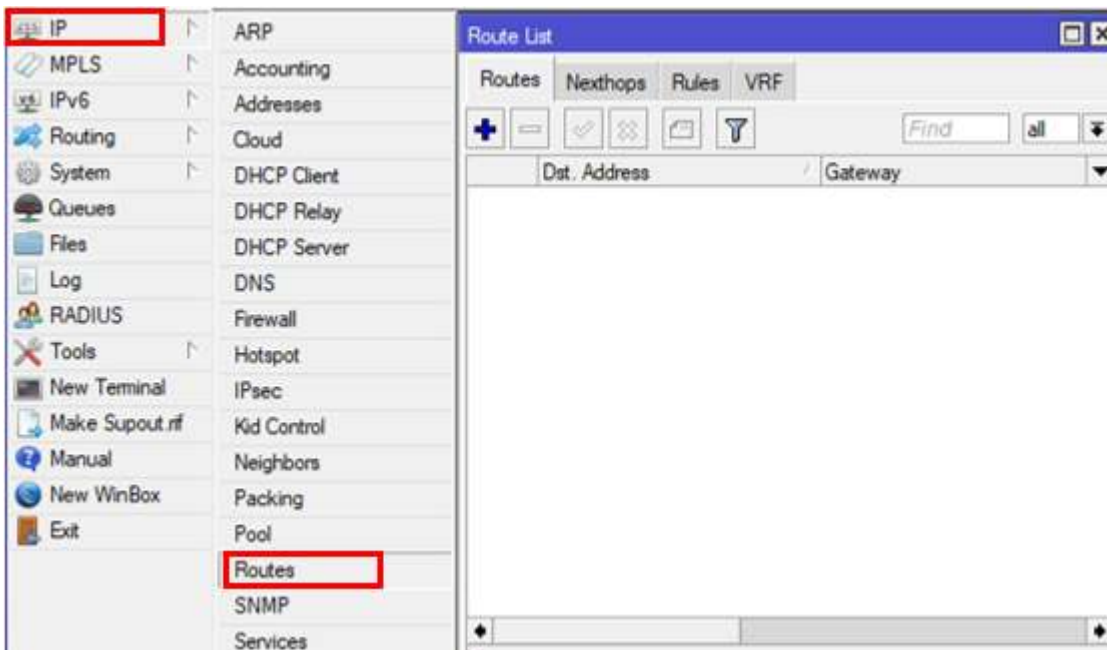 IP
MPLS
IPv6
Routing
System
Queues
Files
Log
RADIUS
Tools
New Terminal
Make Supout.rif
Manual
New WinBox
Exit
ARP
Accounting
Addresses
Cloud
DHCP Client
DHCP Relay
DHCP Server
DNS
Firewall
Hotspot
IPsec
Kid Control
Neighbors
Packing
Pool
Routes
SNMP
Services
Route List
Routes Nexthops Rules VRF
Find all
Dst. Address Gateway